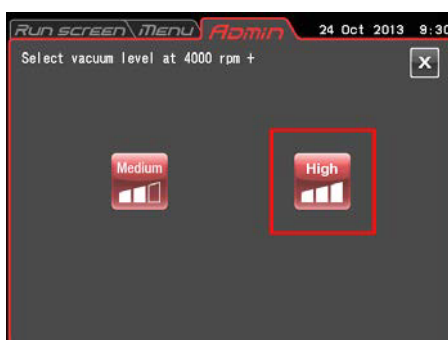 Run screen Menu Admin 24 Oct 2013 9:30
Select vacuum level at 4000 rpm + X
Medium High